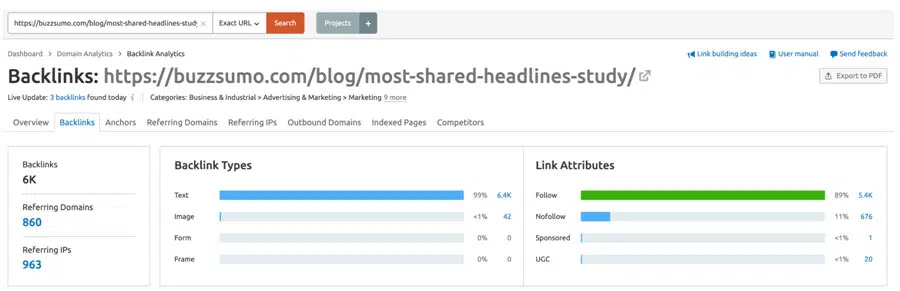 https://buzzsumo.com/blog/most-shared-headlines-stud × Exact URL Search Projects +
Dashboard > Domain Analytics > Backlink Analytics Link building ideas User manual Send feedback
Backlinks: https://buzzsumo.com/blog/most-shared-headlines-study/ Export to PDF
Live Update: 3 backlinks found today i Categories: Business & Industrial > Advertising & Marketing > Marketing 9 more
Overview Backlinks Anchors Referring Domains Referring IPs Outbound Domains Indexed Pages Competitors
Backlinks
6K
Referring Domains
860
Referring IPs
963
Backlink Types
Text 99% 6.4K
Image <1% 42
Form 0% 0
Frame 0% 0
Link Attributes
Follow 89% 5.4K
Nofollow 11% 676
Sponsored <1% 1
UGC <1% 20